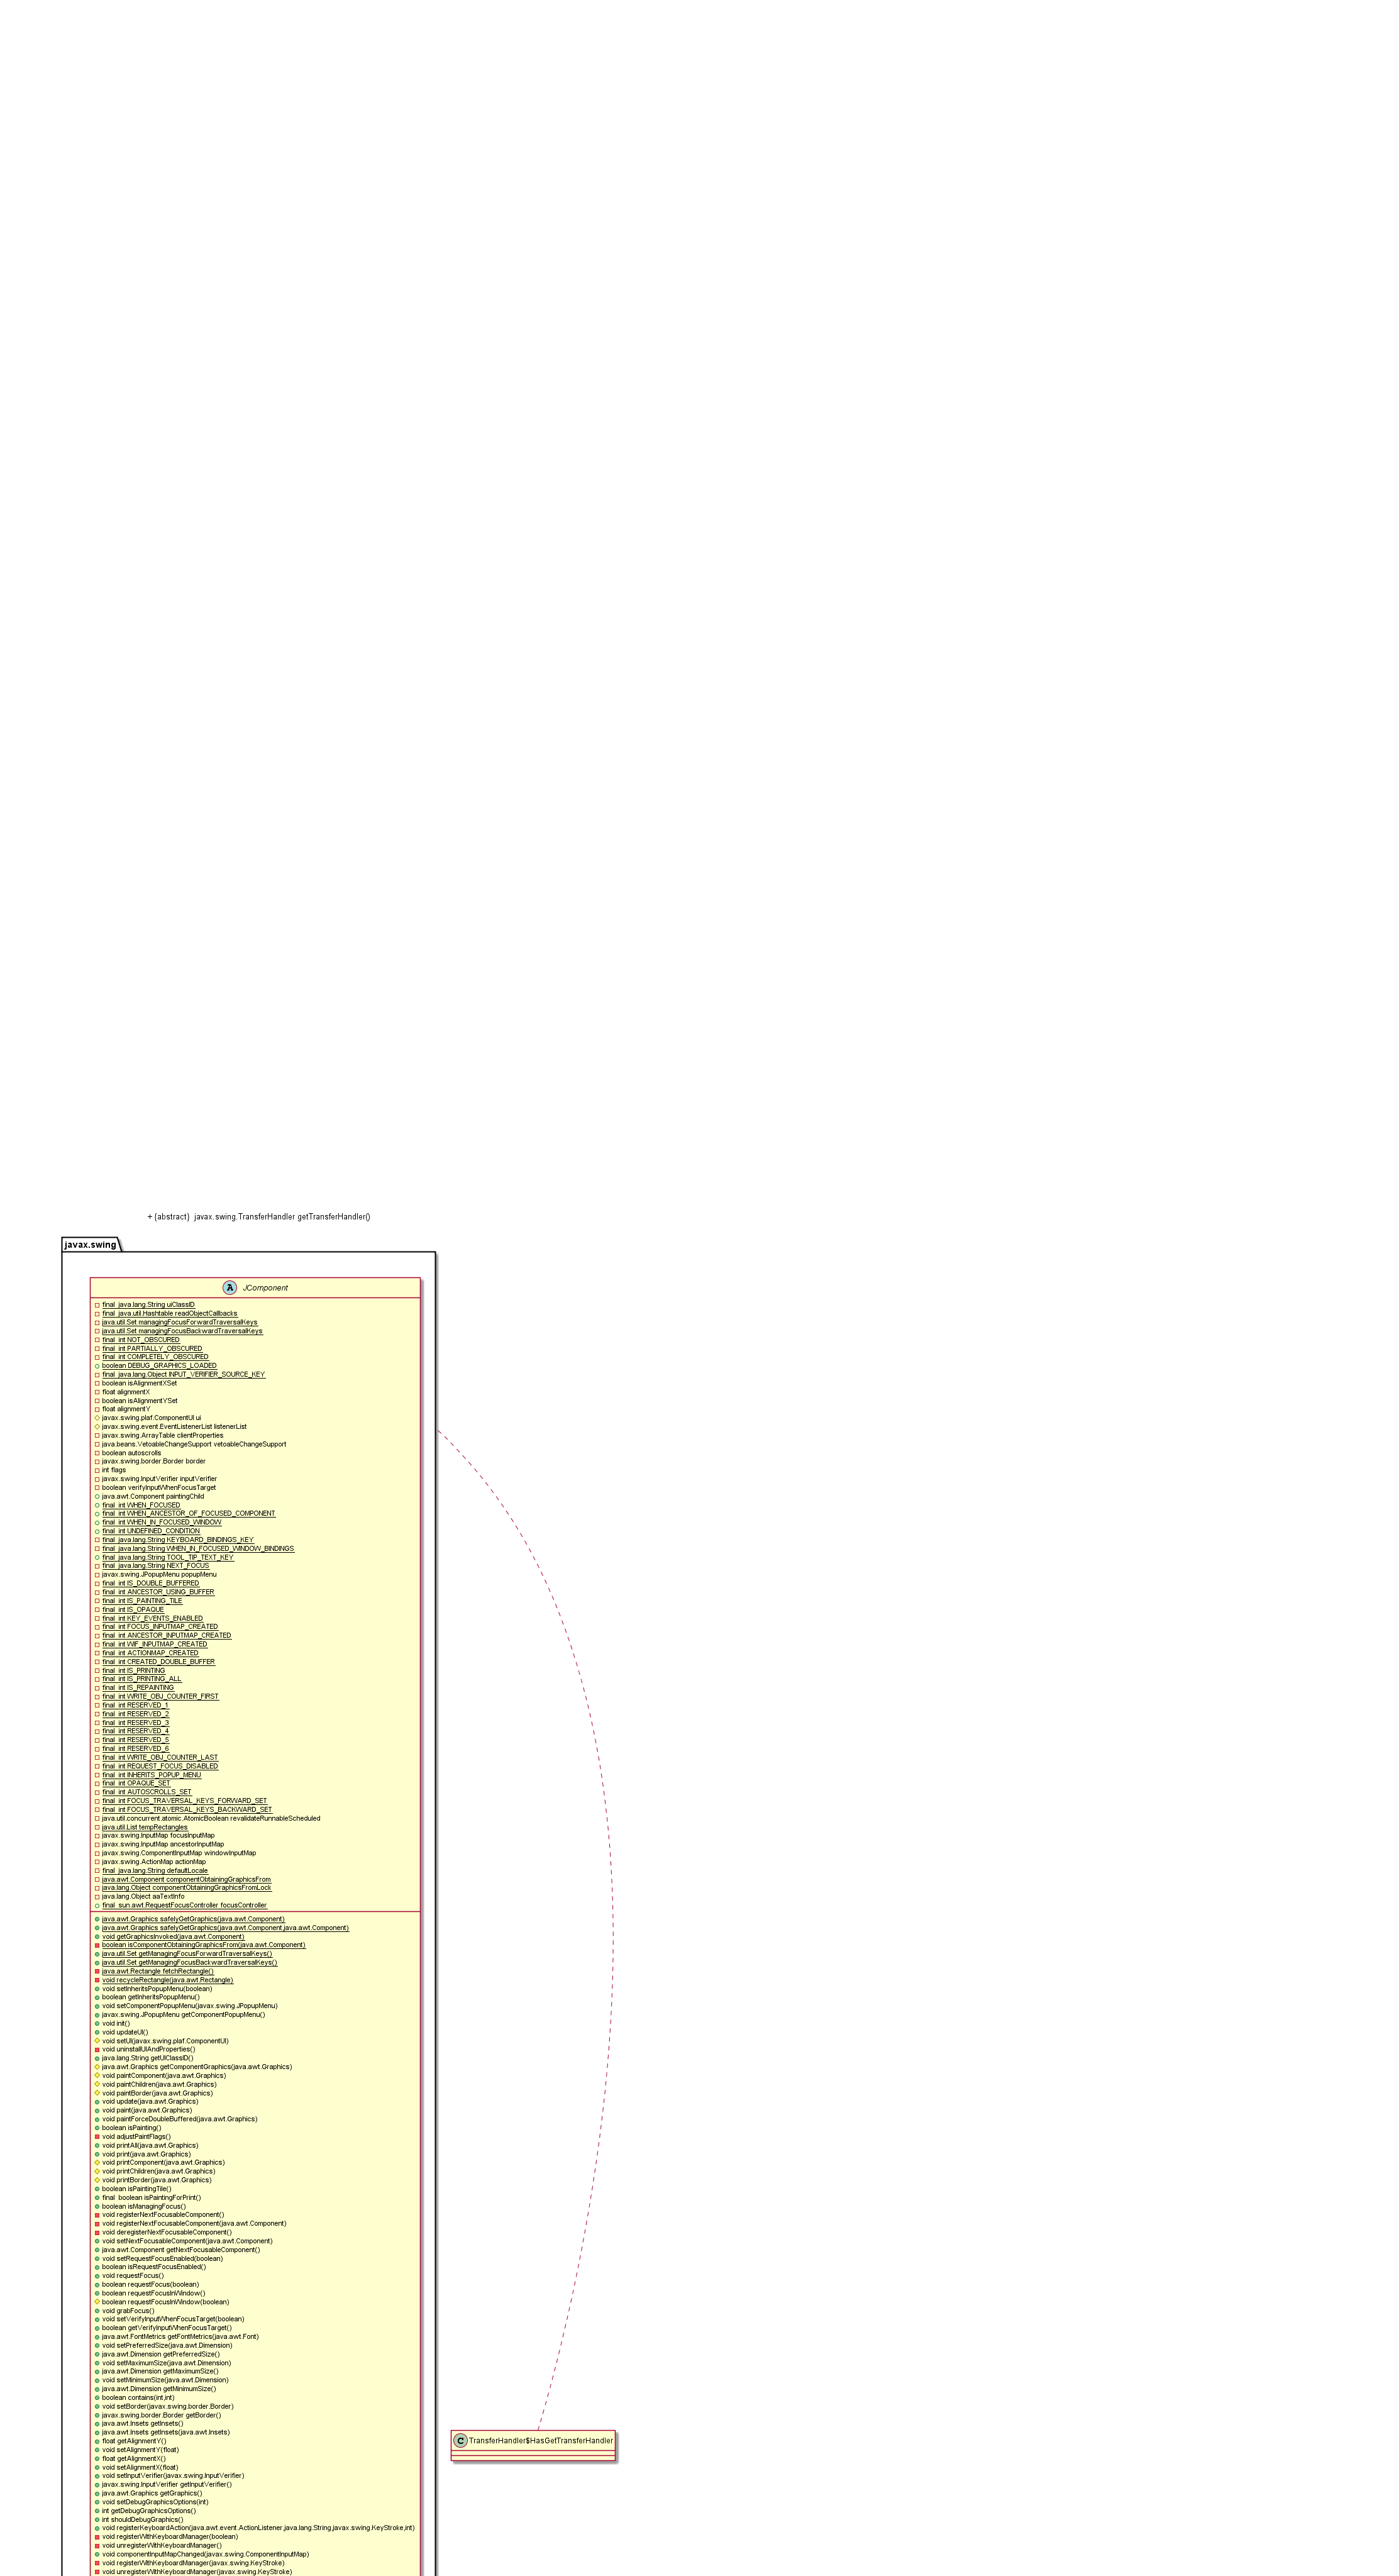 + {abstract} javax.swing.TransferHandler getTransferHandler()
javax.swing
A JComponent
final java.lang.String uiClassID
final java.util.Hashtable readObjectCallbacks
java.util.Set managingFocusForwardTraversalKeys
java.util.Set managingFocusBackwardTraversalKeys
final int NOT_OBSCURED
final int PARTIALLY_OBSCURED
final int COMPLETELY_OBSCURED
boolean DEBUG_GRAPHICS_LOADED
final java.lang.Object INPUT_VERIFIER_SOURCE_KEY
boolean isAlignmentXSet
float alignmentX
boolean isAlignmentYSet
float alignmentY
javax.swing.plaf.ComponentUI ui
javax.swing.event.EventListenerList listenerList
javax.swing.ArrayTable clientProperties
java.beans.VetoableChangeSupport vetoableChangeSupport
boolean autoscrolls
javax.swing.border.Border border
int flags
javax.swing.InputVerifier inputVerifier
boolean verifyInputWhenFocusTarget
java.awt.Component paintingChild
final int WHEN_FOCUSED
final int WHEN_ANCESTOR_OF_FOCUSED_COMPONENT
final int WHEN_IN_FOCUSED_WINDOW
final int UNDEFINED_CONDITION
final java.lang.String KEYBOARD_BINDINGS_KEY
final java.lang.String WHEN_IN_FOCUSED_WINDOW_BINDINGS
final java.lang.String TOOL_TIP_TEXT_KEY
final java.lang.String NEXT_FOCUS
javax.swing.JPopupMenu popupMenu
final int IS_DOUBLE_BUFFERED
final int ANCESTOR_USING_BUFFER
final int IS_PAINTING_TILE
final int IS_OPAQUE
final int KEY_EVENTS_ENABLED
final int FOCUS_INPUTMAP_CREATED
final int ANCESTOR_INPUTMAP_CREATED
final int WIF_INPUTMAP_CREATED
final int ACTIONMAP_CREATED
final int CREATED_DOUBLE_BUFFER
final int IS_PRINTING
final int IS_PRINTING_ALL
final int IS_REPAINTING
final int WRITE_OBJ_COUNTER_FIRST
final int RESERVED_1
final int RESERVED_2
final int RESERVED_3
final int RESERVED_4
final int RESERVED_5
final int RESERVED_6
final int WRITE_OBJ_COUNTER_LAST
final int REQUEST_FOCUS_DISABLED
final int INHERITS_POPUP_MENU
final int OPAQUE_SET
final int AUTOSCROLLS_SET
final int FOCUS_TRAVERSAL_KEYS_FORWARD_SET
final int FOCUS_TRAVERSAL_KEYS_BACKWARD_SET
java.util.concurrent.atomic.AtomicBoolean revalidateRunnableScheduled
java.util.List tempRectangles
javax.swing.InputMap focusInputMap
javax.swing.InputMap ancestorInputMap
javax.swing.ComponentInputMap windowInputMap
javax.swing.ActionMap actionMap
final java.lang.String defaultLocale
java.awt.Component componentObtainingGraphicsFrom
java.lang.Object componentObtainingGraphicsFromLock
java.lang.Object aaTextInfo
final sun.awt.RequestFocusController focusController
java.awt.Graphics safelyGetGraphics(java.awt.Component)
java.awt.Graphics safelyGetGraphics(java.awt.Component,java.awt.Component)
void getGraphicsInvoked(java.awt.Component)
boolean isComponentObtainingGraphicsFrom(java.awt.Component)
java.util.Set getManagingFocusForwardTraversalKeys()
java.util.Set getManagingFocusBackwardTraversalKeys()
java.awt.Rectangle fetchRectangle()
void recycleRectangle(java.awt.Rectangle)
void setInheritsPopupMenu(boolean)
boolean getInheritsPopupMenu()
void setComponentPopupMenu(javax.swing.JPopupMenu)
javax.swing.JPopupMenu getComponentPopupMenu()
void init()
void updateUI()
void setUI(javax.swing.plaf.ComponentUI)
void uninstallUIAndProperties()
java.lang.String getUIClassID()
java.awt.Graphics getComponentGraphics(java.awt.Graphics)
void paintComponent(java.awt.Graphics)
void paintChildren(java.awt.Graphics)
void paintBorder(java.awt.Graphics)
void update(java.awt.Graphics)
void paint(java.awt.Graphics)
void paintForceDoubleBuffered(java.awt.Graphics)
boolean isPainting()
void adjustPaintFlags()
void printAll(java.awt.Graphics)
void print(java.awt.Graphics)
void printComponent(java.awt.Graphics)
void printChildren(java.awt.Graphics)
void printBorder(java.awt.Graphics)
boolean isPaintingTile()
final boolean isPaintingForPrint()
boolean isManagingFocus()
void registerNextFocusableComponent()
void registerNextFocusableComponent(java.awt.Component)
void deregisterNextFocusableComponent()
void setNextFocusableComponent(java.awt.Component)
java.awt.Component getNextFocusableComponent()
void setRequestFocusEnabled(boolean)
boolean isRequestFocusEnabled()
void requestFocus()
boolean requestFocus(boolean)
boolean requestFocusInWindow()
boolean requestFocusInWindow(boolean)
void grabFocus()
void setVerifyInputWhenFocusTarget(boolean)
boolean getVerifyInputWhenFocusTarget()
java.awt.FontMetrics getFontMetrics(java.awt.Font)
void setPreferredSize(java.awt.Dimension)
java.awt.Dimension getPreferredSize()
void setMaximumSize(java.awt.Dimension)
java.awt.Dimension getMaximumSize()
void setMinimumSize(java.awt.Dimension)
java.awt.Dimension getMinimumSize()
boolean contains(int,int)
void setBorder(javax.swing.border.Border)
javax.swing.border.Border getBorder()
java.awt.Insets getInsets()
java.awt.Insets getInsets(java.awt.Insets)
float getAlignmentY()
void setAlignmentY(float)
float getAlignmentX()
void setAlignmentX(float)
void setInputVerifier(javax.swing.InputVerifier)
javax.swing.InputVerifier getInputVerifier()
java.awt.Graphics getGraphics()
void setDebugGraphicsOptions(int)
int getDebugGraphicsOptions()
int shouldDebugGraphics()
void registerKeyboardAction(java.awt.event.ActionListener,java.lang.String,javax.swing.KeyStroke,int)
void registerWithKeyboardManager(boolean)
void unregisterWithKeyboardManager()
void componentInputMapChanged(javax.swing.ComponentInputMap)
void registerWithKeyboardManager(javax.swing.KeyStroke)
void unregisterWithKeyboardManager(javax.swing.KeyStroke)
C TransferHandler$HasGetTransferHandler